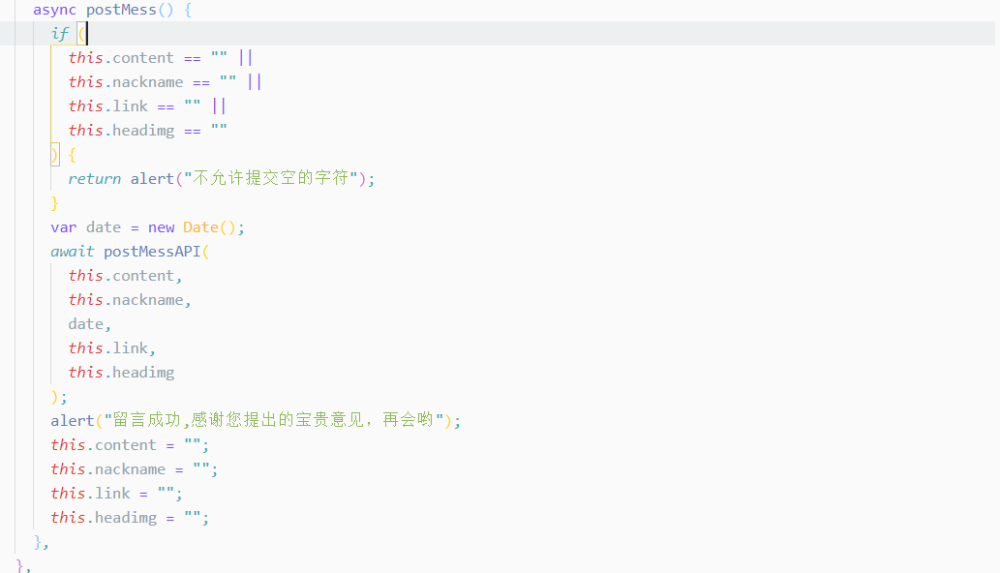 async postMess() {
if (
this.content == "" ||
this.nackname == "" ||
this.link == "" ||
this.headimg == ""
) {
return alert("不允许提交空的字符");
}
var date = new Date();
await postMessAPI(
this.content,
this.nackname,
date,
this.link,
this.headimg
);
alert("留言成功,感谢您提出的宝贵意见，再会哟");
this.content = "";
this.nackname = "";
this.link = "";
this.headimg = "";
},
},